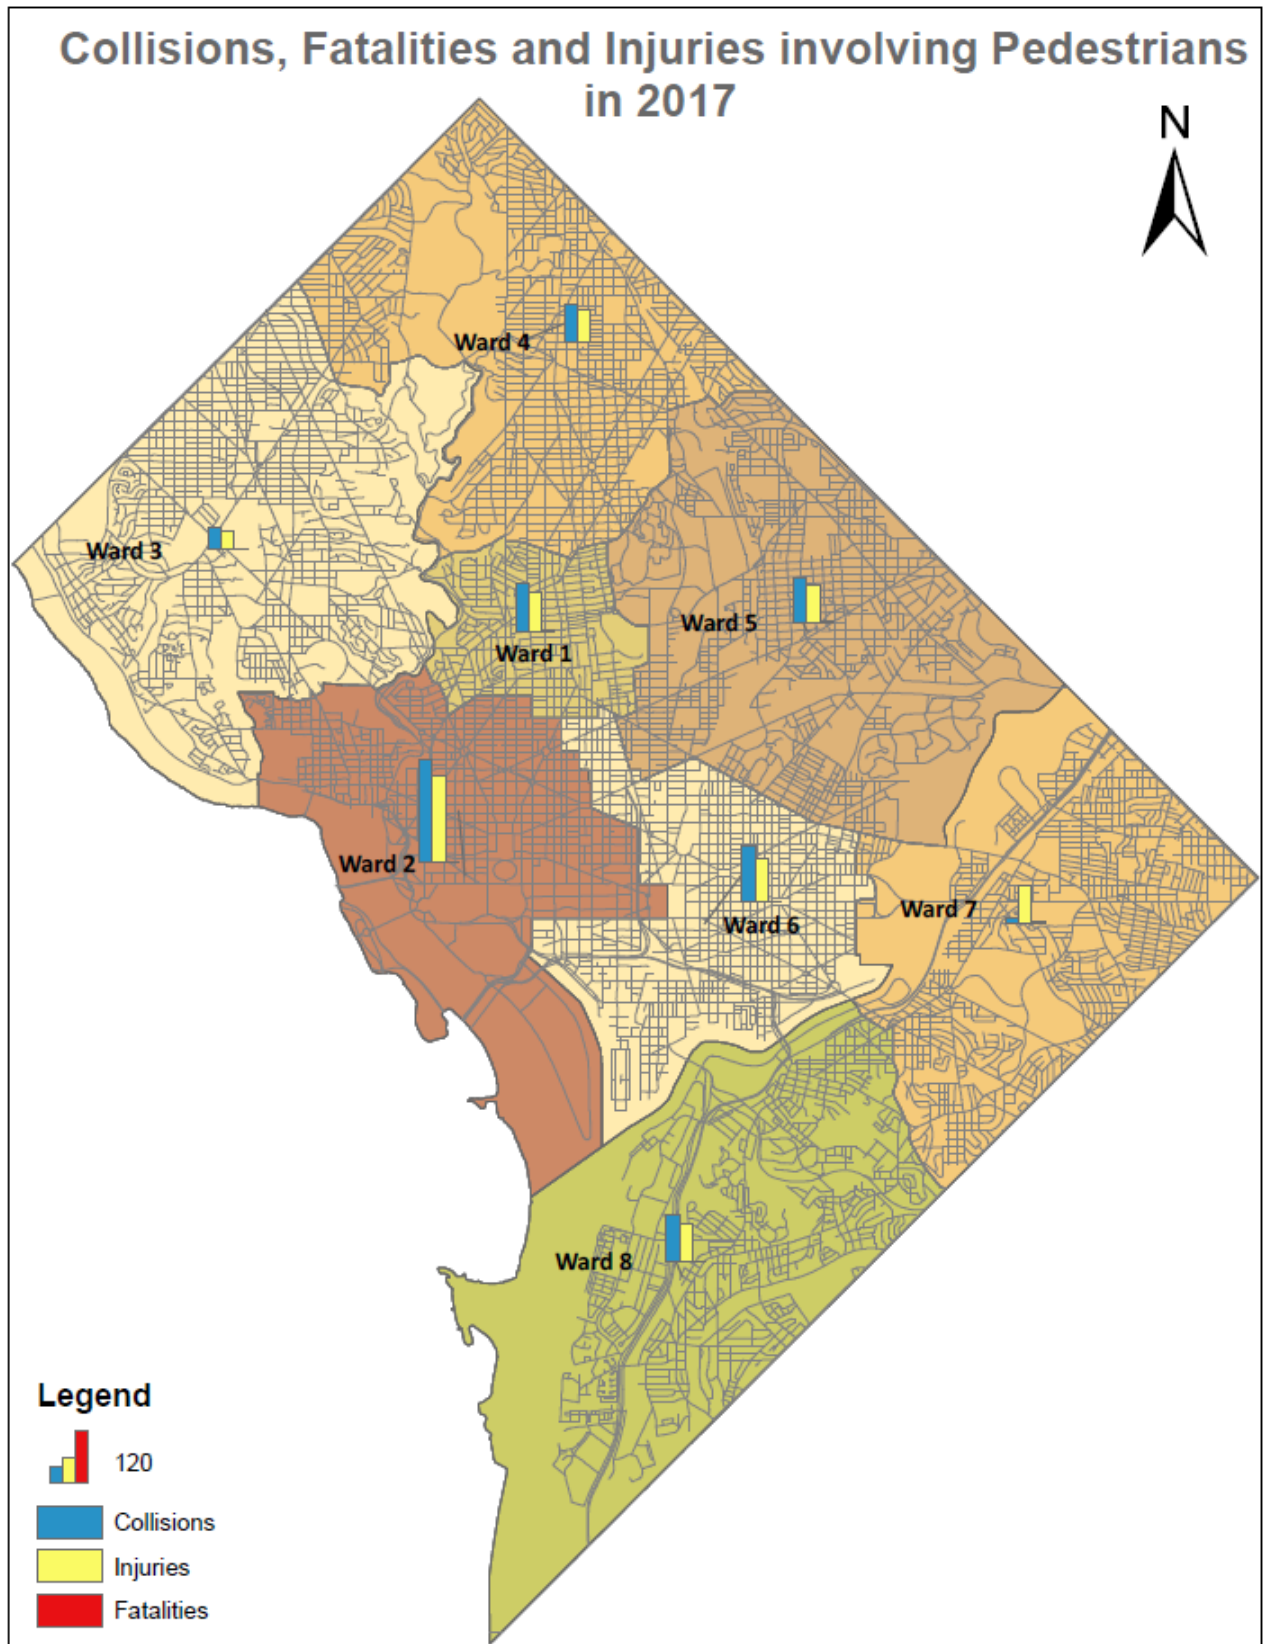 Collisions, Fatalities and Injuries involving Pedestrians
in 2017
N
Ward 4
Ward 3
Ward 1
Ward 5
Ward 2
Ward 6
Ward 7
Ward 8
Legend
120
Collisions
Injuries
Fatalities